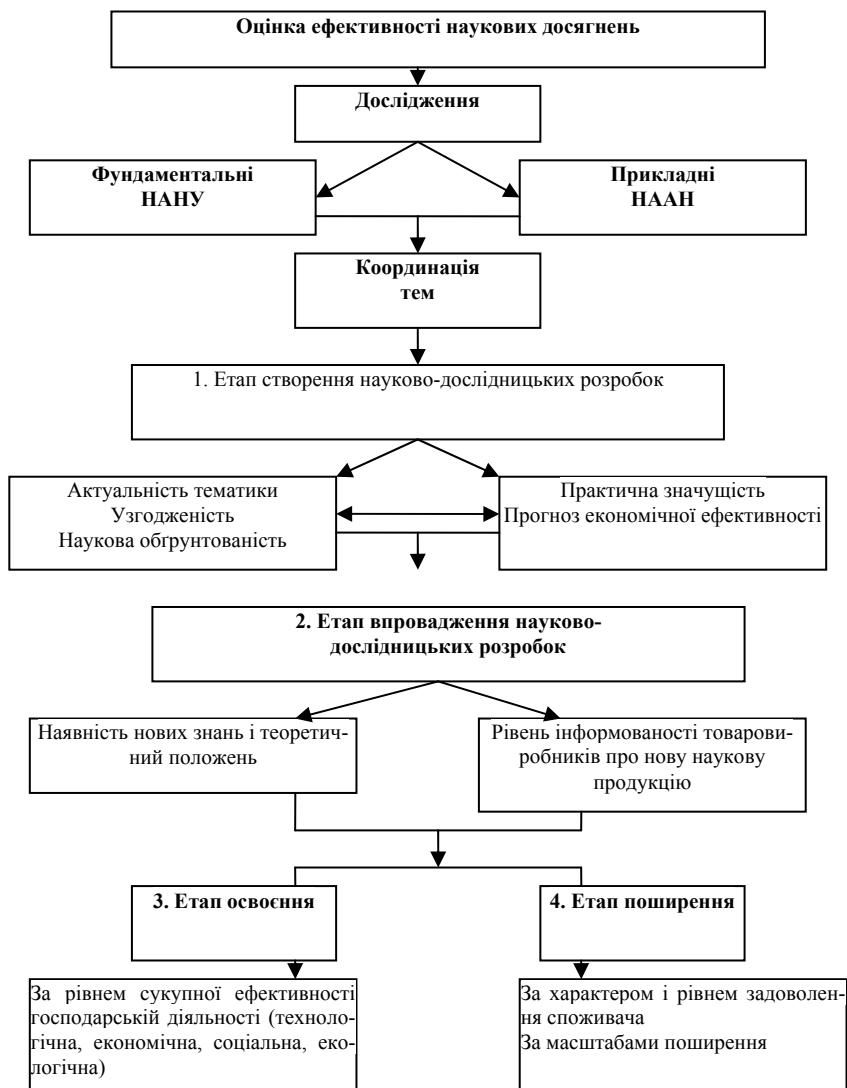 Оцінка ефективності наукових досягнень
Дослідження
Фундаментальні
НАНУ
Прикладні
НААН
Координація
тем
1. Етап створення науково-дослідницьких розробок
Актуальність тематики
Узгодженість
Наукова обґрунтованість
Практична значущість
Прогноз економічної ефективності
2. Етап впровадження науково-
дослідницьких розробок
Наявність нових знань і теоретич-
ний положень
Рівень інформованості товарови-
робників про нову наукову
продукцію
3. Етап освоєння
4. Етап поширення
За рівнем сукупної ефективності
господарській діяльності (техноло-
гічна, економічна, соціальна, еко-
логічна)
За характером і рівнем задоволен-
ня споживача
За масштабами поширення